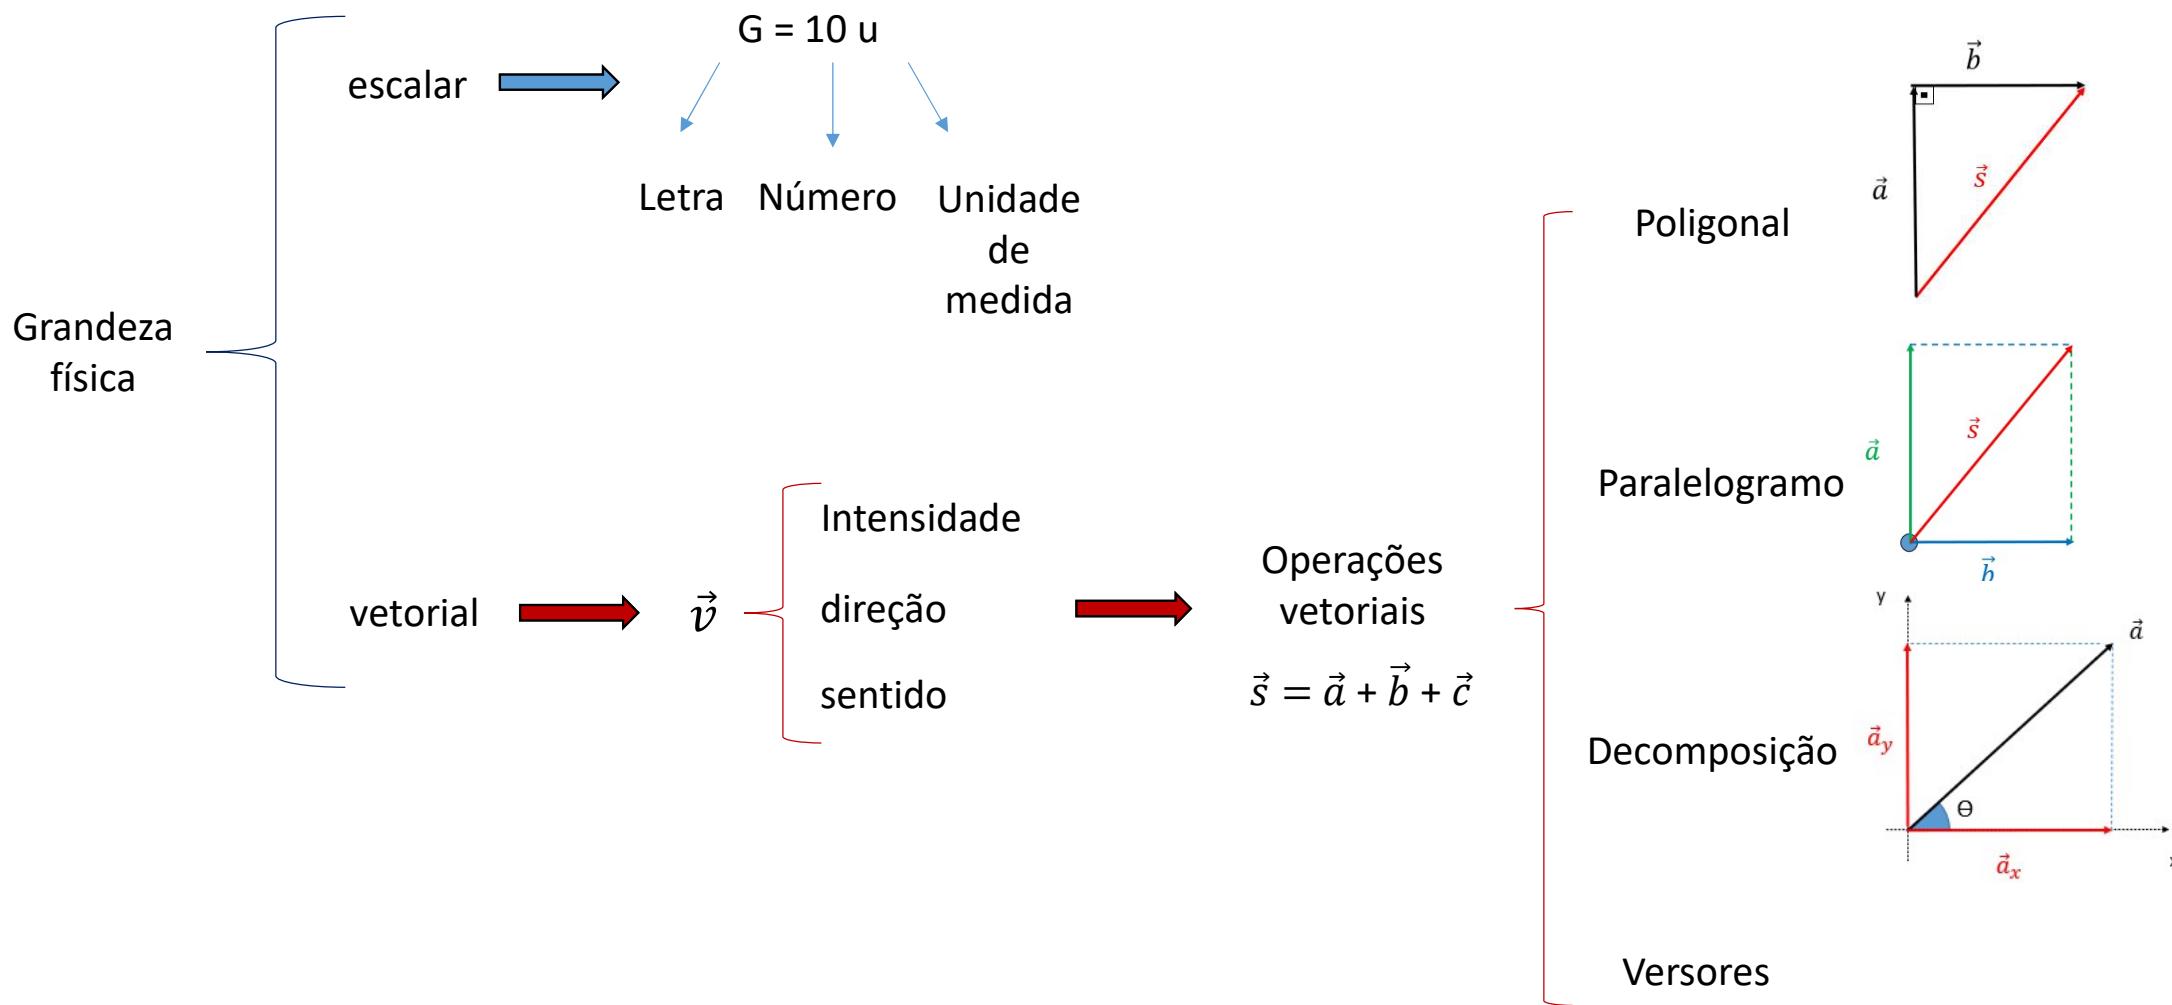 Grandeza
física
escalar
G = 10 u
Letra
Número
Unidade
de
medida
vetorial
v⃗
Intensidade
direção
sentido
Operações
vetoriais
s⃗ = a⃗ + b⃗ + c⃗
Poligonal
b⃗
a⃗
s⃗
Paralelogramo
a⃗
s⃗
b⃗
Decomposição
y
a⃗
a⃗y
Θ
a⃗x
x
Versores